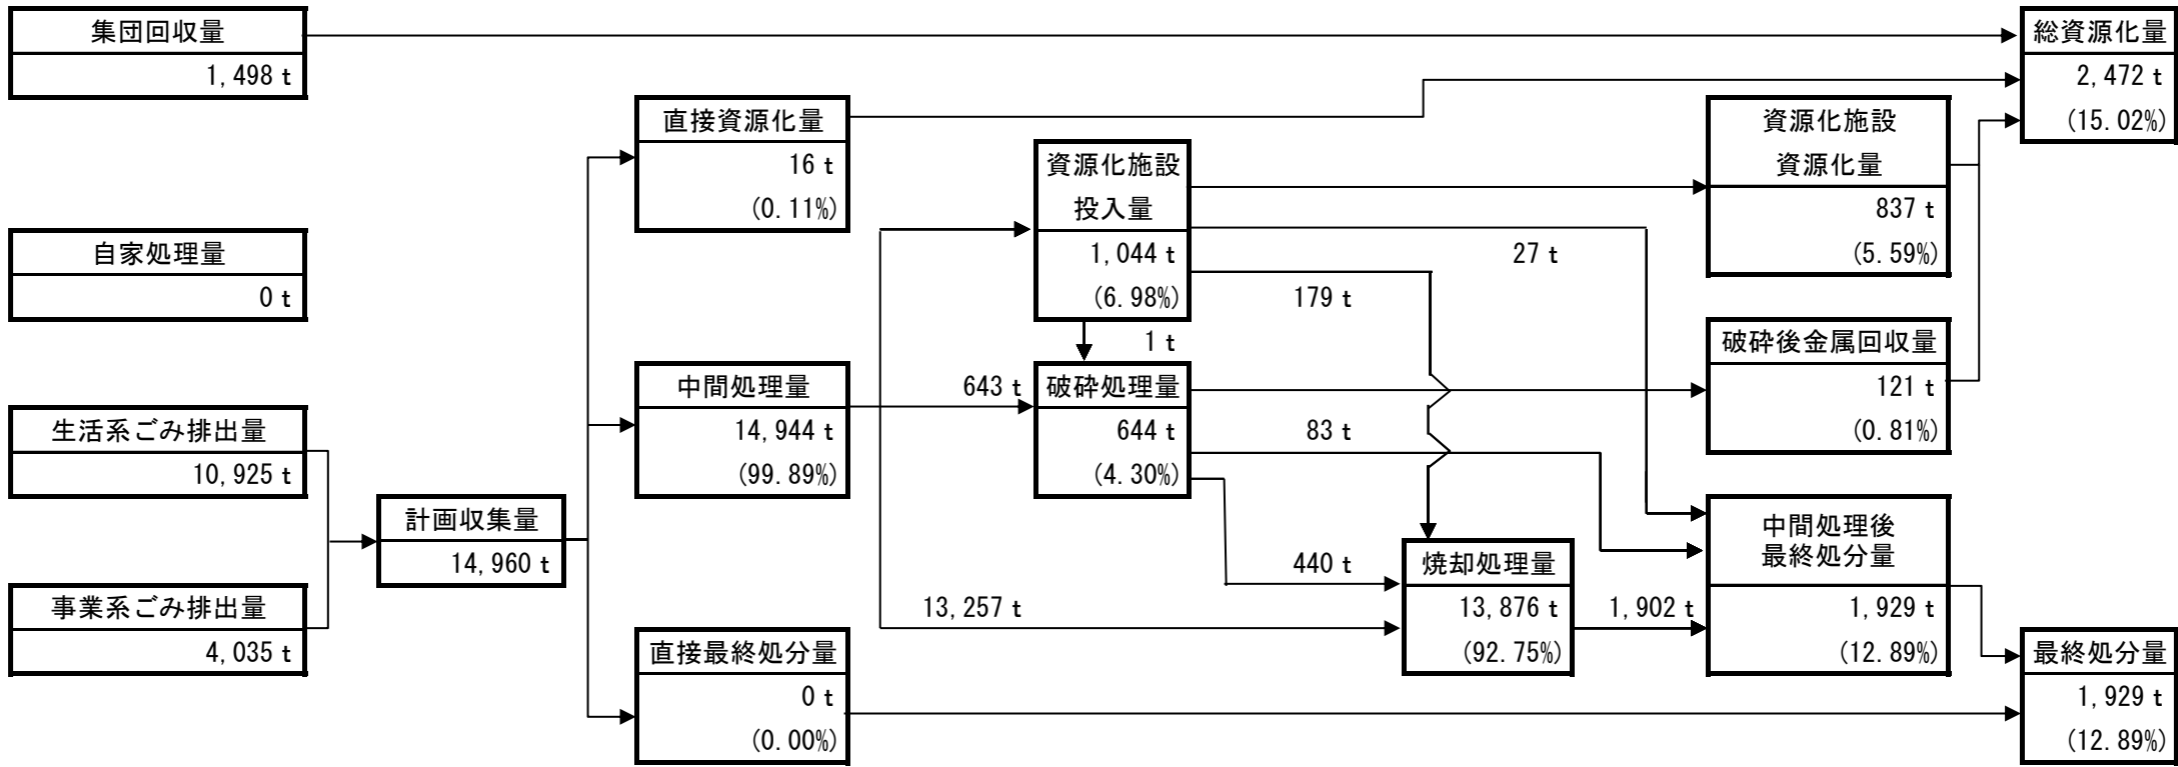 集団回収量
1,498 t
自家処理量
0 t
生活系ごみ排出量
10,925 t
事業系ごみ排出量
4,035 t
計画収集量
14,960 t
直接資源化量
16 t
(0.11%)
中間処理量
14,944 t
(99.89%)
直接最終処分量
0 t
(0.00%)
643 t
13,257 t
資源化施設
投入量
1,044 t
(6.98%)
1 t
破砕処理量
644 t
(4.30%)
27 t
179 t
83 t
440 t
焼却処理量
13,876 t
(92.75%)
1,902 t
資源化施設
資源化量
837 t
(5.59%)
破砕後金属回収量
121 t
(0.81%)
中間処理後
最終処分量
1,929 t
(12.89%)
総資源化量
2,472 t
(15.02%)
最終処分量
1,929 t
(12.89%)